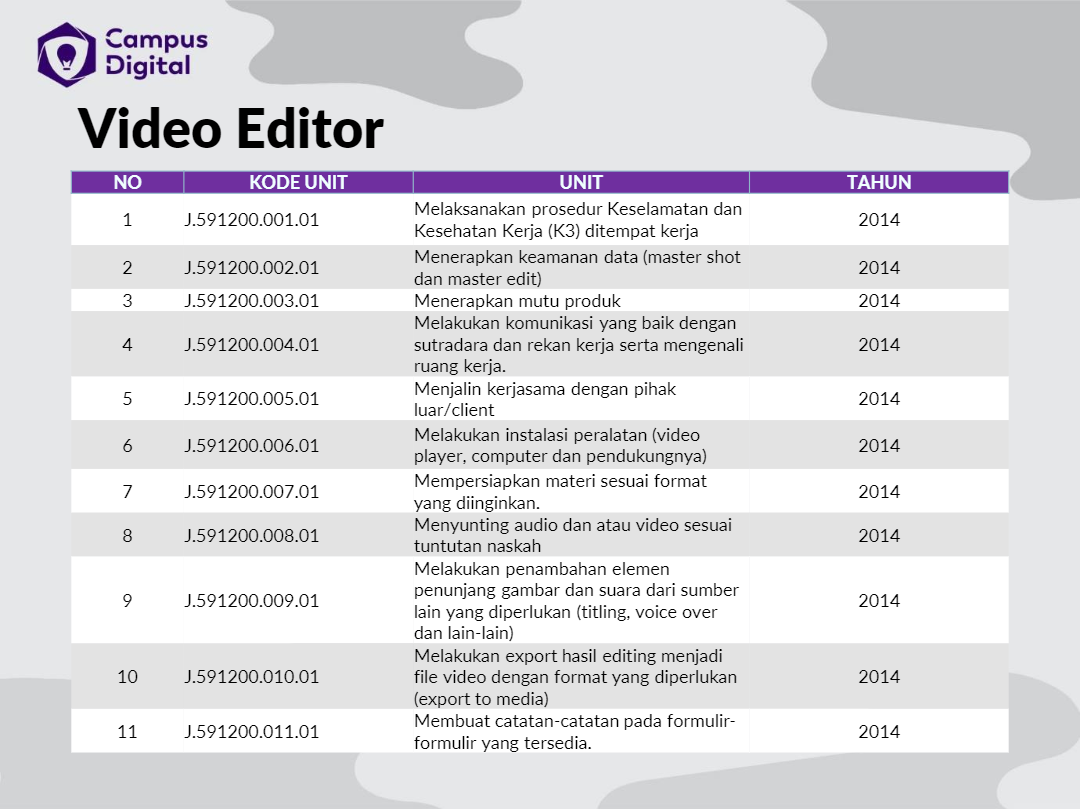 Campus
Digital
Video Editor
NO KODE UNIT UNIT TAHUN
1 J.591200.001.01 Melaksanakan prosedur Keselamatan dan
Kesehatan Kerja (K3) ditempat kerja 2014
2 J.591200.002.01 Menerapkan keamanan data (master shot
dan master edit) 2014
3 J.591200.003.01 Menerapkan mutu produk 2014
4 J.591200.004.01 Melakukan komunikasi yang baik dengan
sutradara dan rekan kerja serta mengenali
ruang kerja. 2014
5 J.591200.005.01 Menjalin kerjasama dengan pihak
luar/client 2014
6 J.591200.006.01 Melakukan instalasi peralatan (video
player, computer dan pendukungnya) 2014
7 J.591200.007.01 Mempersiapkan materi sesuai format
yang diinginkan. 2014
8 J.591200.008.01 Menyunting audio dan atau video sesuai
tuntutan naskah 2014
9 J.591200.009.01 Melakukan penambahan elemen
penunjang gambar dan suara dari sumber
lain yang diperlukan (titling, voice over
dan lain-lain) 2014
10 J.591200.010.01 Melakukan export hasil editing menjadi
file video dengan format yang diperlukan
(export to media) 2014
11 J.591200.011.01 Membuat catatan-catatan pada formulir-
formulir yang tersedia. 2014